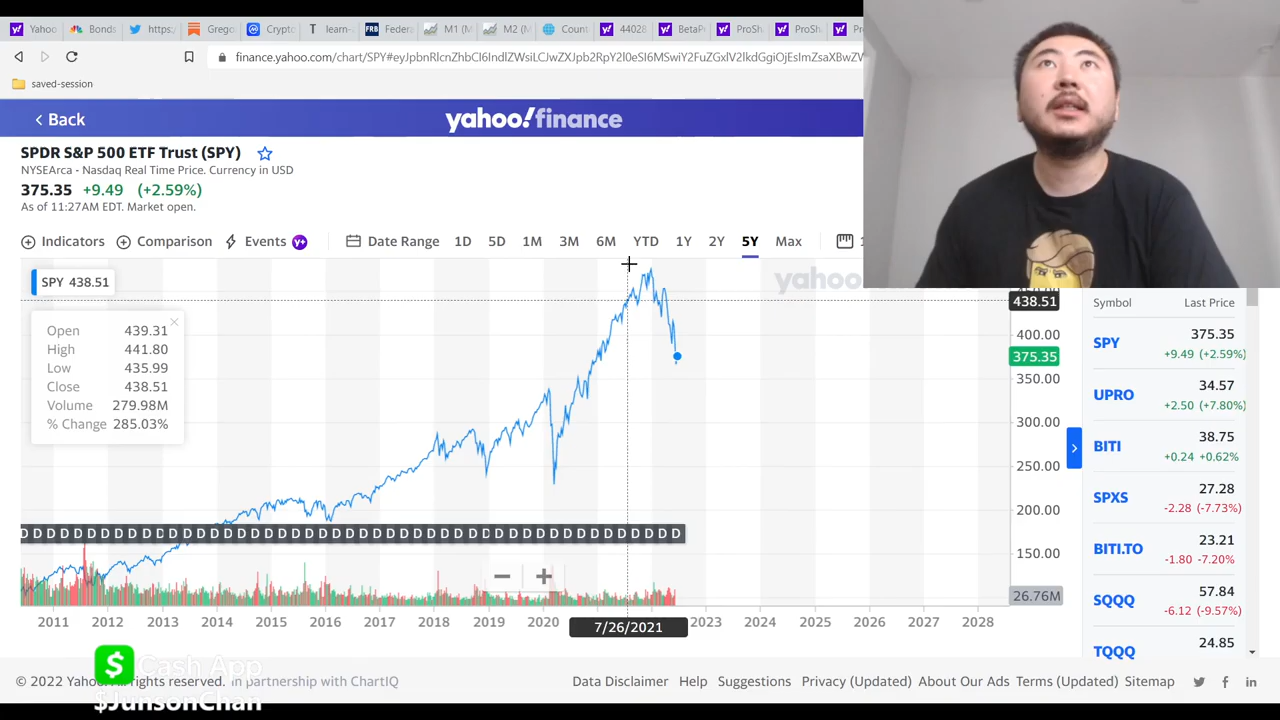 Yahoo Bonds https: Grego Crypto learn- FRB Federa M1 (M M2 (M Count 44028 BetaP ProSh ProSh Pr
finance.yahoo.com/chart/SPY
saved-session
Back
yahoo!finance
SPDR S&P 500 ETF Trust (SPY)
NYSEArca - Nasdaq Real Time Price. Currency in USD
375.35 +9.49 (+2.59%)
As of 11:27AM EDT. Market open.
Indicators Comparison Events Y+ Date Range 1D 5D 1M 3M 6M YTD 1Y 2Y 5Y Max
SPY 438.51
yahoo
Open 439.31
High 441.80
Low 435.99
Close 438.51
Volume 279.98M
% Change 285.03%
438.51
400.00
375.35
350.00
300.00
250.00
200.00
150.00
26.76M
D D D D D D D D D D D D D D D D D D D D D D D D D D D D D D D D D D D D D D D D D D D D D D D D D
2011 2012 2013 2014 2015 2016 2017 2018 2019 2020 7/26/2021 2023 2024 2025 2026 2027 2028
Symbol Last Price
SPY 375.35
+9.49 (+2.59%)
UPRO 34.57
+2.50 (+7.80%)
BITI 38.75
+0.24 +0.62%
SPXS 27.28
-2.28 (-7.73%)
BITI.TO 23.21
-1.80 -7.20%
SQQQ 57.84
-6.12 (-9.57%)
TQQQ 24.85
$ Cash App
$JunsonChan
© 2022 Yahoo. All rights reserved. in partnership with ChartIQ
Data Disclaimer Help Suggestions Privacy (Updated) About Our Ads Terms (Updated) Sitemap